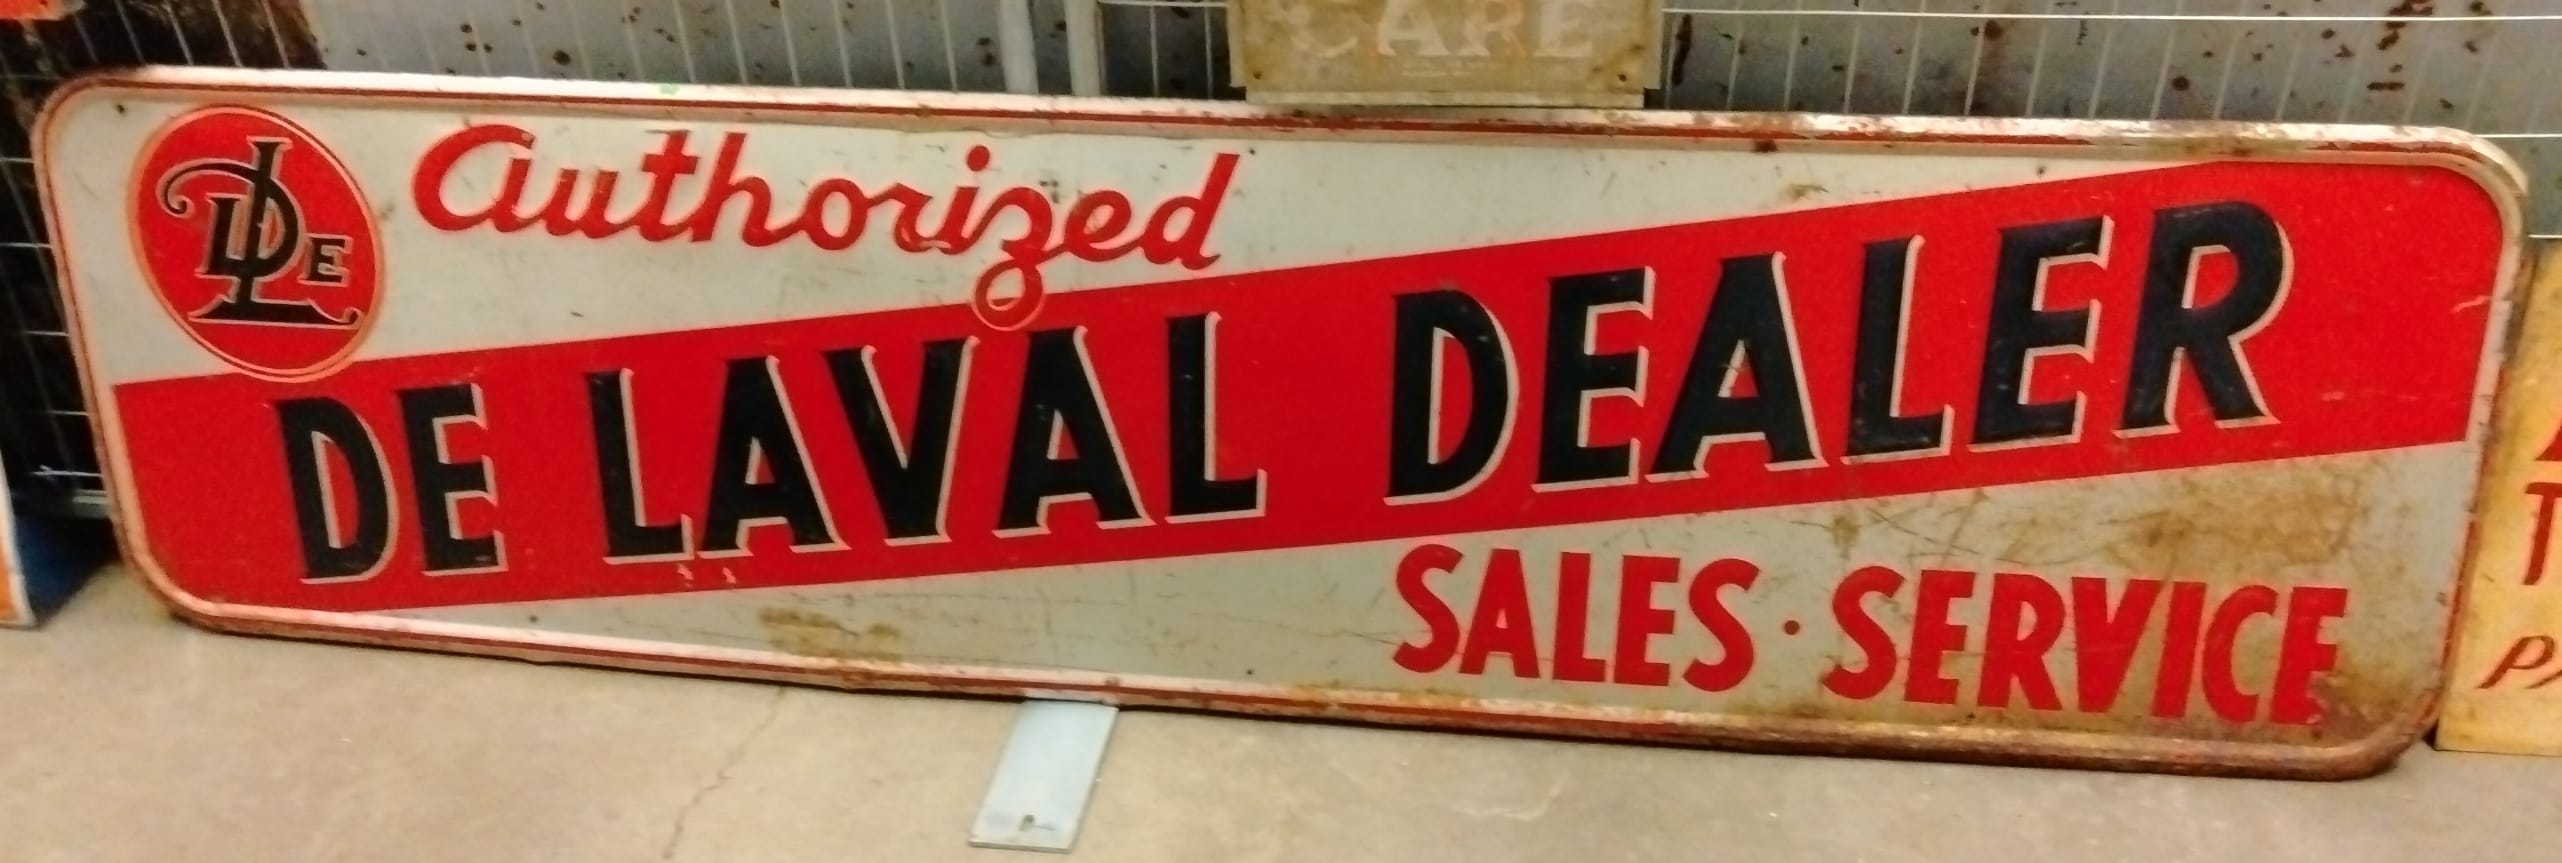 CARE
DLE
Authorized
DE LAVAL DEALER
SALES · SERVICE